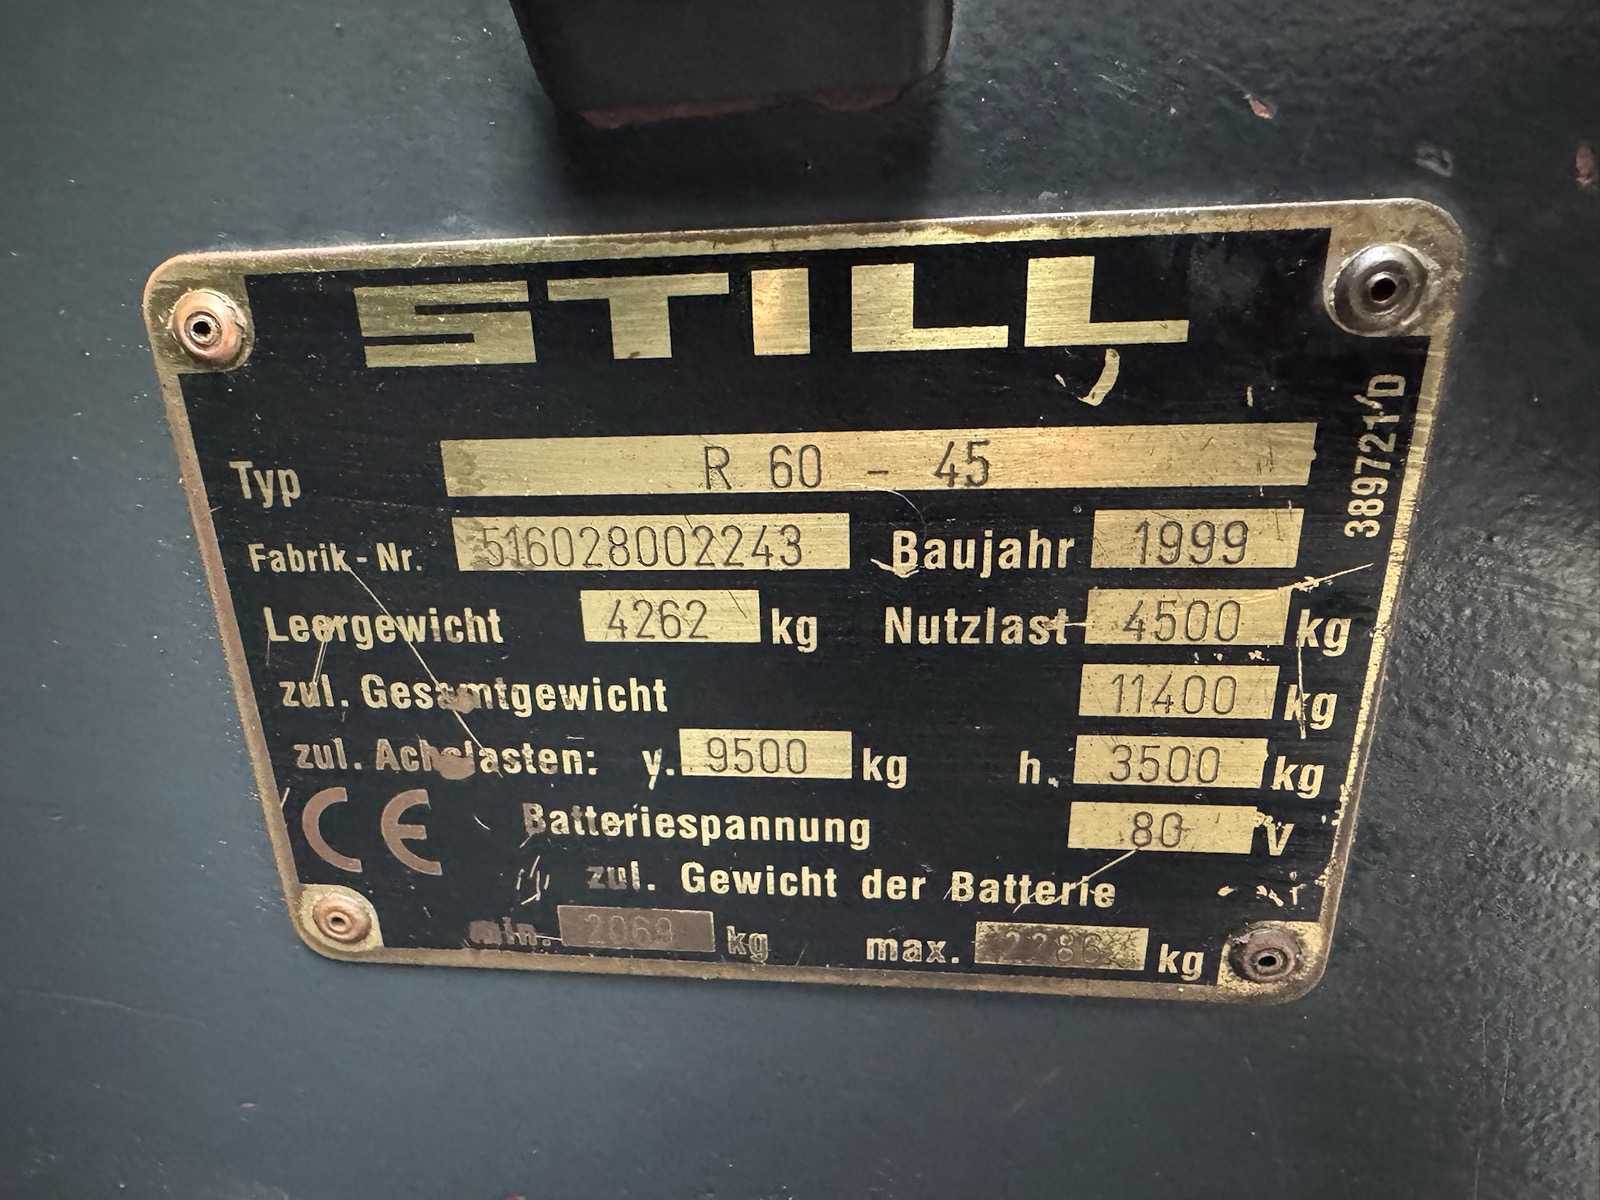 STILL
Typ R 60 - 45
Fabrik-Nr. 516028002243 Baujahr 1999
Leergewicht 4262 kg Nutzlast 4500 kg
zul. Gesamtgewicht 11400 kg
zul. Achslasten: y. 9500 kg h. 3500 kg
CE Batteriespannung 80 V
zul. Gewicht der Batterie
min. 2069 kg max. 2286 kg
389721/D